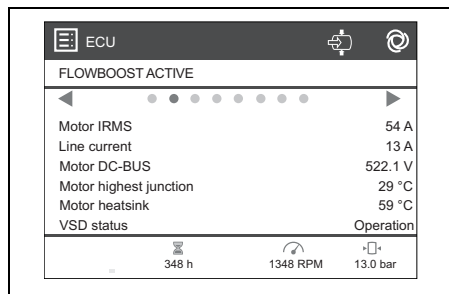 ECU
FLOWBOOST ACTIVE
Motor IRMS 54 A
Line current 13 A
Motor DC-BUS 522.1 V
Motor highest junction 29 °C
Motor heatsink 59 °C
VSD status Operation
348 h 1348 RPM 13.0 bar